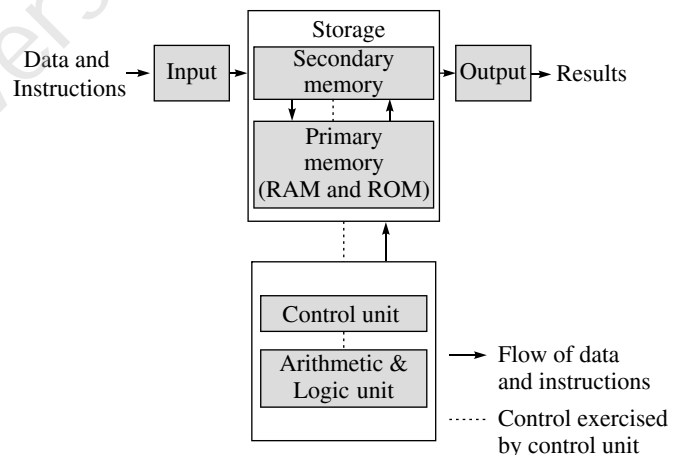 Storage
Data and
Instructions
Input
Secondary
memory
Output
Results
Primary
memory
(RAM and ROM)
Control unit
Arithmetic &
Logic unit
Flow of data
and instructions
Control exercised
by control unit